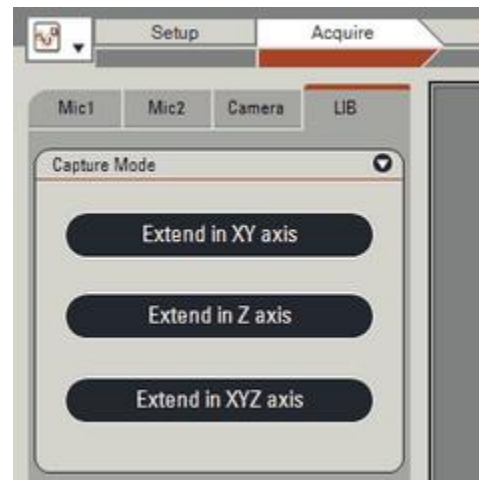 Setup Acquire
Mic1 Mic2 Camera LIB
Capture Mode
Extend in XY axis
Extend in Z axis
Extend in XYZ axis